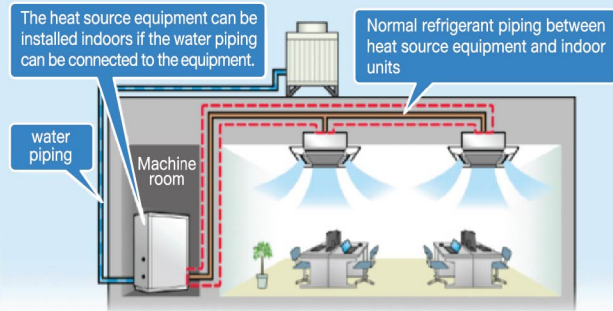 The heat source equipment can be
installed indoors if the water piping
can be connected to the equipment.
Normal refrigerant piping between
heat source equipment and indoor
units
water
piping
Machine
room